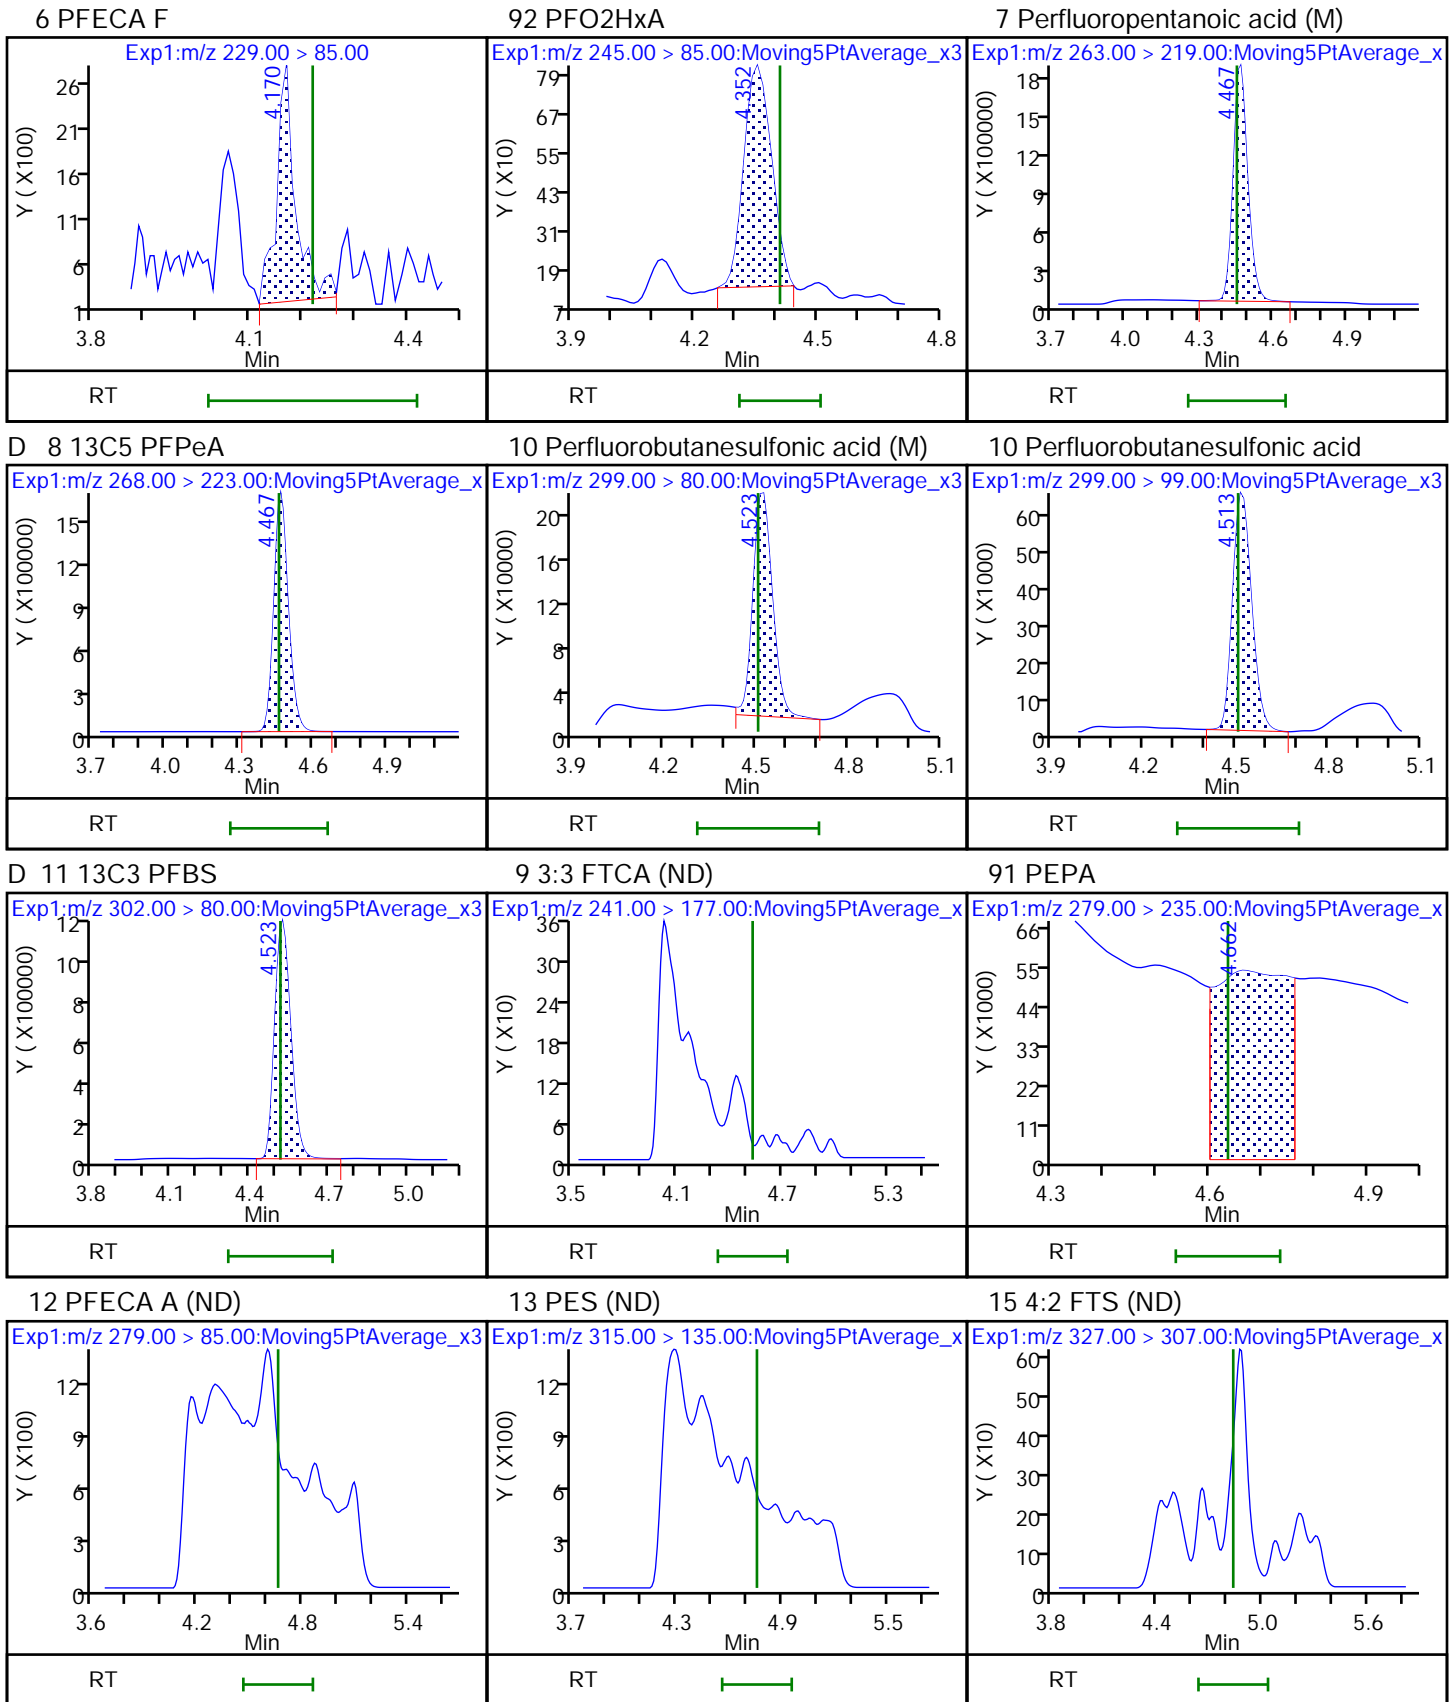 6 PFECA F
92 PFO2HxA
7 Perfluoropentanoic acid (M)
Exp1:m/z 229.00 > 85.00
Exp1:m/z 245.00 > 85.00:Moving5PtAverage_x3
Exp1:m/z 263.00 > 219.00:Moving5PtAverage_x
4.170
4.352
4.467
Y ( X100)
26
21
16
11
6
1
Y ( X10)
79
67
55
43
31
19
7
Y ( X100000)
18
15
12
9
6
3
0
3.8 4.1 4.4
3.9 4.2 4.5 4.8
3.7 4.0 4.3 4.6 4.9
Min
Min
Min
RT
RT
RT
D 8 13C5 PFPeA
10 Perfluorobutanesulfonic acid (M)
10 Perfluorobutanesulfonic acid
Exp1:m/z 268.00 > 223.00:Moving5PtAverage_x
Exp1:m/z 299.00 > 80.00:Moving5PtAverage_x3
Exp1:m/z 299.00 > 99.00:Moving5PtAverage_x3
4.467
4.523
4.513
Y ( X100000)
15
12
9
6
3
0
Y ( X10000)
20
16
12
8
4
0
Y ( X1000)
60
50
40
30
20
10
0
3.7 4.0 4.3 4.6 4.9
3.9 4.2 4.5 4.8 5.1
3.9 4.2 4.5 4.8 5.1
Min
Min
Min
RT
RT
RT
D 11 13C3 PFBS
9 3:3 FTCA (ND)
91 PEPA
Exp1:m/z 302.00 > 80.00:Moving5PtAverage_x3
Exp1:m/z 241.00 > 177.00:Moving5PtAverage_x
Exp1:m/z 279.00 > 235.00:Moving5PtAverage_x
4.523
4.662
Y ( X100000)
12
10
8
6
4
2
0
Y ( X10)
36
30
24
18
12
6
0
Y ( X1000)
66
55
44
33
22
11
0
3.8 4.1 4.4 4.7 5.0
3.5 4.1 4.7 5.3
4.3 4.6 4.9
Min
Min
Min
RT
RT
RT
12 PFECA A (ND)
13 PES (ND)
15 4:2 FTS (ND)
Exp1:m/z 279.00 > 85.00:Moving5PtAverage_x3
Exp1:m/z 315.00 > 135.00:Moving5PtAverage_x
Exp1:m/z 327.00 > 307.00:Moving5PtAverage_x
Y ( X100)
12
9
6
3
0
Y ( X100)
12
9
6
3
0
Y ( X10)
60
50
40
30
20
10
0
3.6 4.2 4.8 5.4
3.7 4.3 4.9 5.5
3.8 4.4 5.0 5.6
Min
Min
Min
RT
RT
RT